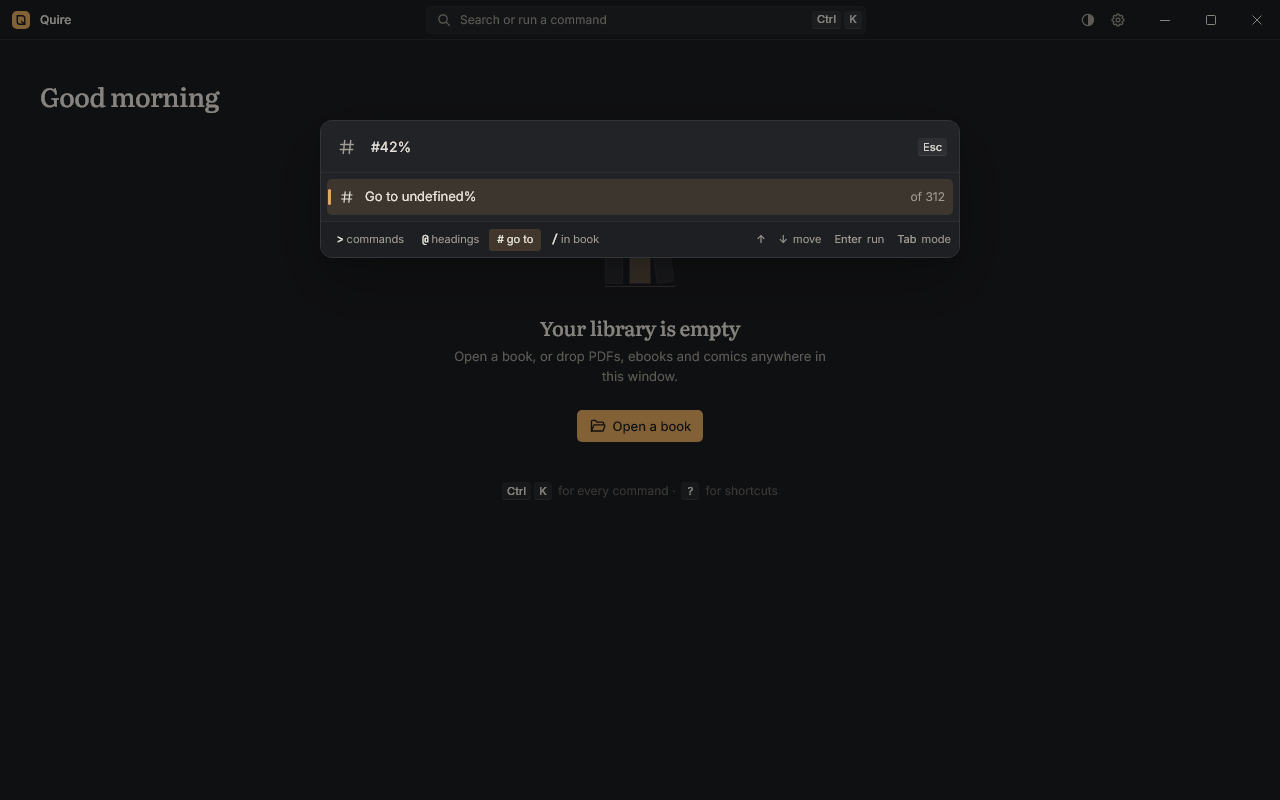 Quire
Search or run a command
Ctrl K
Good morning
#42%
Esc
Go to undefined%
of 312
> commands @ headings # go to / in book
↑ ↓ move Enter run Tab mode
Your library is empty
Open a book, or drop PDFs, ebooks and comics anywhere in
this window.
Open a book
Ctrl K for every command · ? for shortcuts